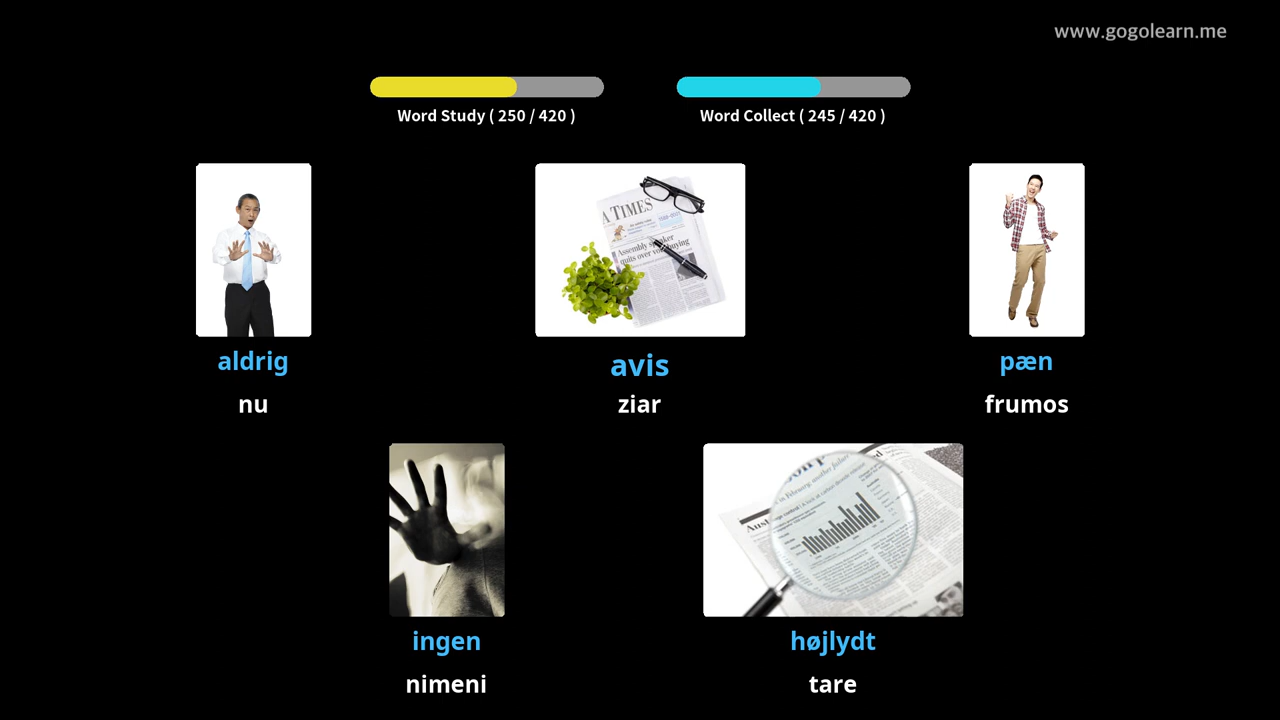 www.gogolearn.me
Word Study ( 250 / 420 )
Word Collect ( 245 / 420 )
A TIMES
aldrig
nu
avis
ziar
pæn
frumos
ingen
nimeni
højlydt
tare